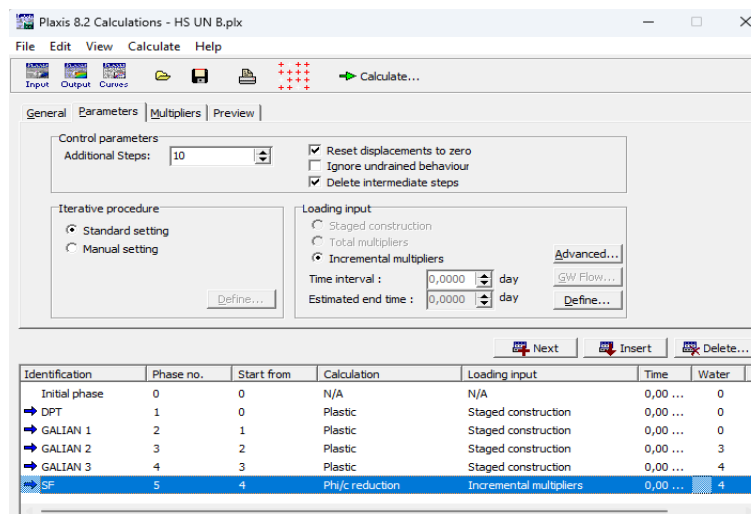 Plaxis 8.2 Calculations - HS UN B.plx
File Edit View Calculate Help
Input Output Curves Calculate...
General Parameters Multipliers Preview
Control parameters
Additional Steps: 10
Reset displacements to zero
Ignore undrained behaviour
Delete intermediate steps
Iterative procedure
Standard setting
Manual setting
Define...
Loading input
Staged construction
Total multipliers
Incremental multipliers
Advanced...
Time interval : 0,0000 day GW Flow...
Estimated end time : 0,0000 day Define...
Next Insert Delete...
Identification Phase no. Start from Calculation Loading input Time Water
Initial phase 0 0 N/A N/A 0,00 ... 0
DPT 1 0 Plastic Staged construction 0,00 ... 0
GALIAN 1 2 1 Plastic Staged construction 0,00 ... 0
GALIAN 2 3 2 Plastic Staged construction 0,00 ... 3
GALIAN 3 4 3 Plastic Staged construction 0,00 ... 4
SF 5 4 Phi/c reduction Incremental multipliers 0,00 ... 4